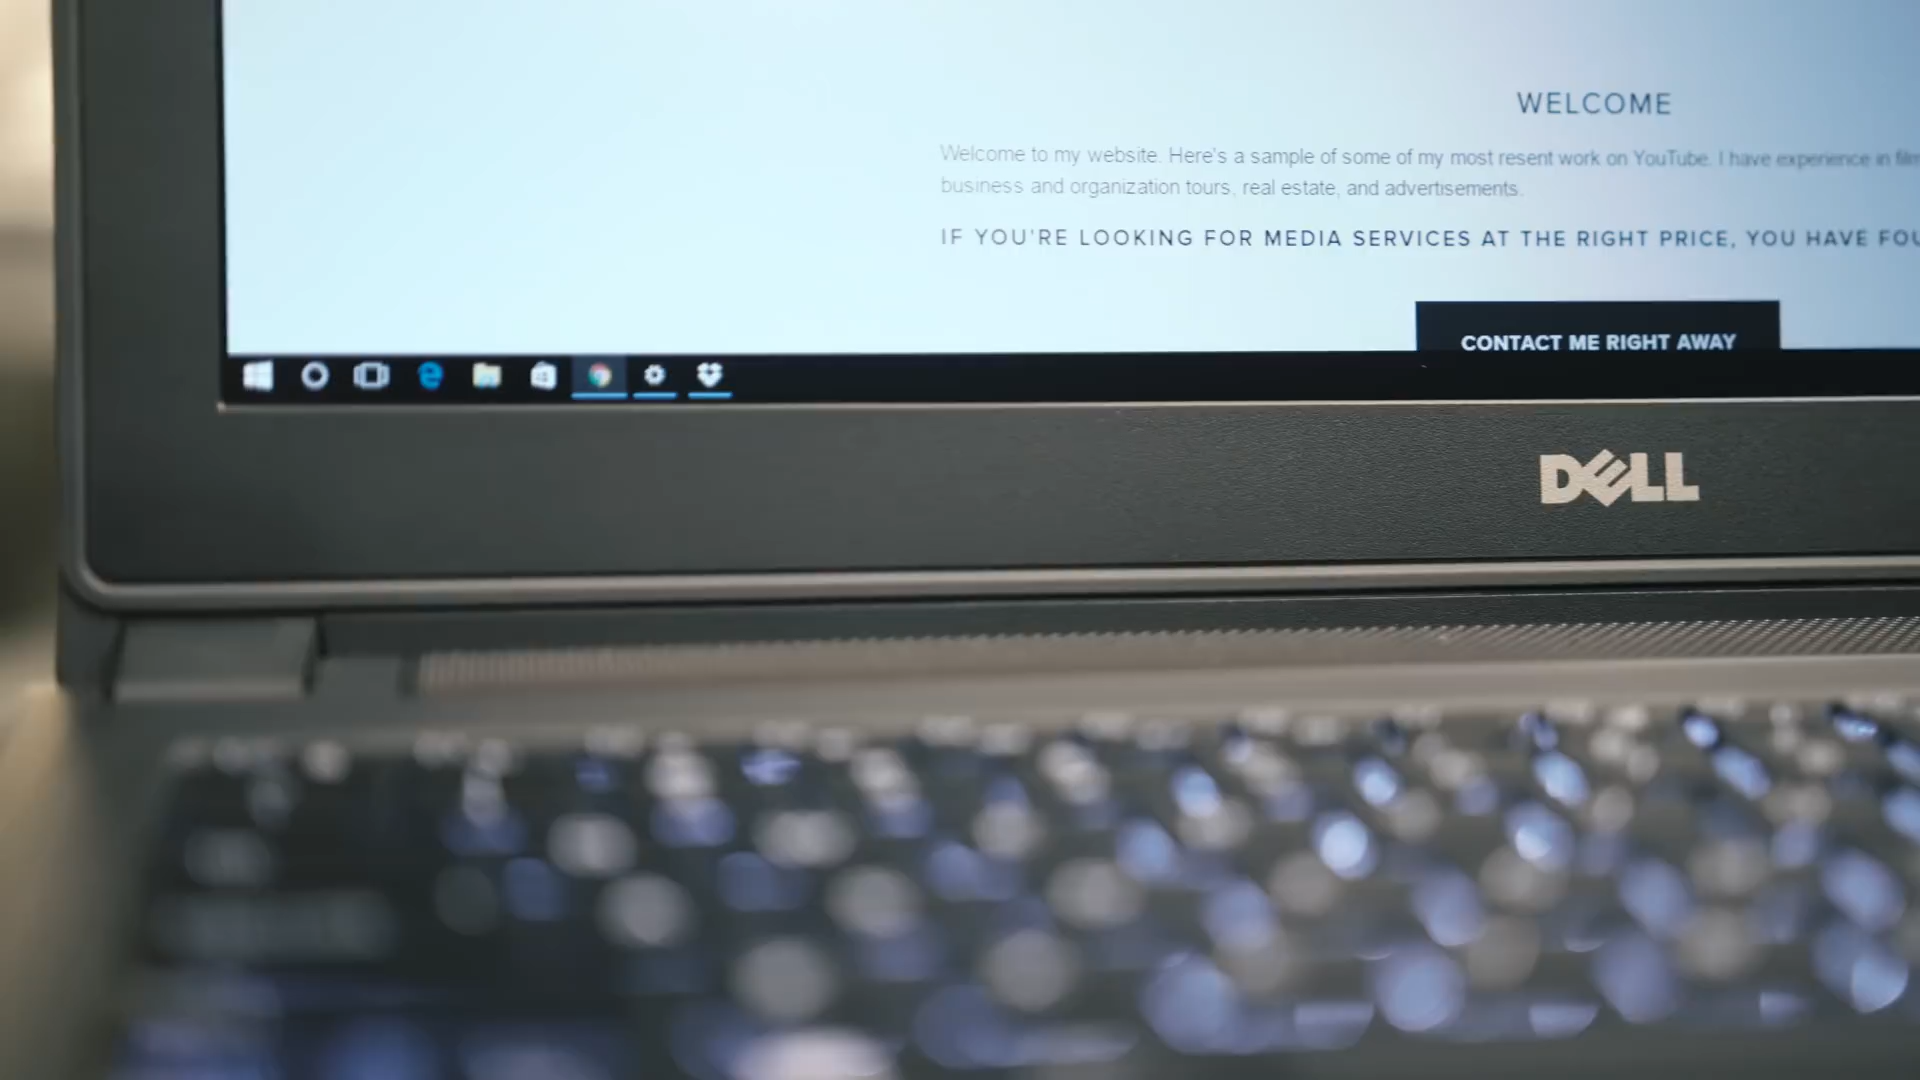 WELCOME
Welcome to my website. Here's a sample of some of my most resent work on YouTube. I have experience in
business and organization tours, real estate, and advertisements.
IF YOU'RE LOOKING FOR MEDIA SERVICES AT THE RIGHT PRICE, YOU HAVE
CONTACT ME RIGHT AWAY
DELL